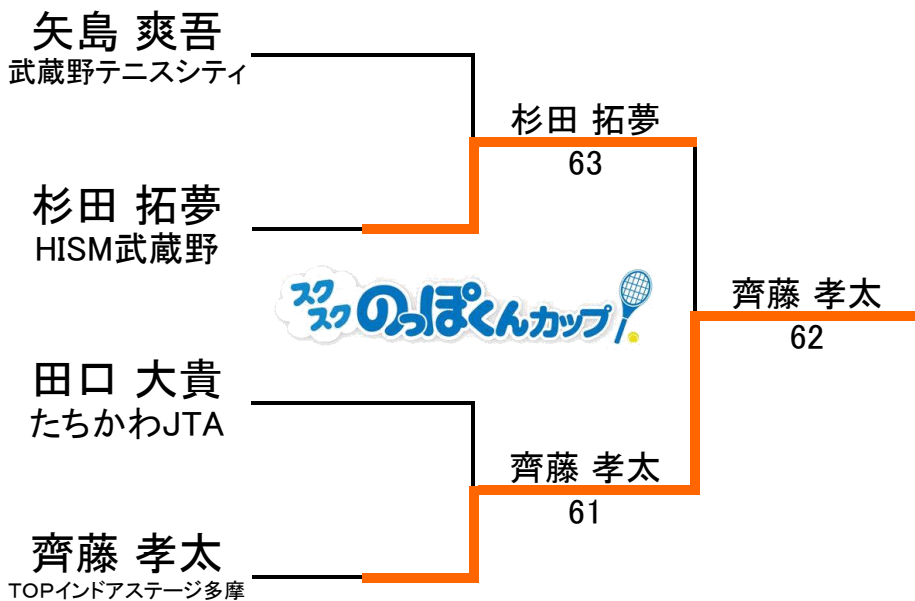 矢島 爽吾
武蔵野テニスシティ
杉田 拓夢
63
杉田 拓夢
HISM武蔵野
スク
スク
のっぽくんカップ
齊藤 孝太
62
田口 大貴
たちかわJTA
齊藤 孝太
61
齊藤 孝太
TOPインドアステージ多摩